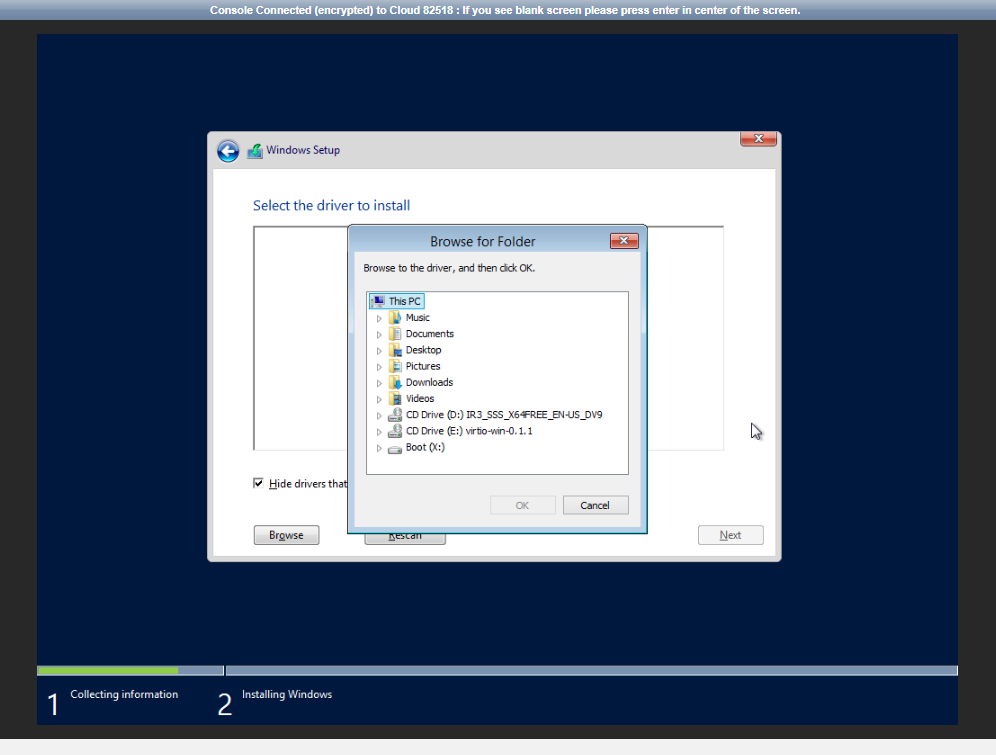 Console Connected (encrypted) to Cloud 82518 : If you see blank screen please press enter in center of the screen.
Windows Setup
Select the driver to install
Browse for Folder
Browse to the driver, and then click OK.
This PC
Music
Documents
Desktop
Pictures
Downloads
Videos
CD Drive (D:) IR3_SSS_X64FREE_EN-US_DV9
CD Drive (E:) virtio-win-0.1.1
Boot (X:)
Hide drivers that
OK Cancel
Browse Rescan Next
1 Collecting information 2 Installing Windows